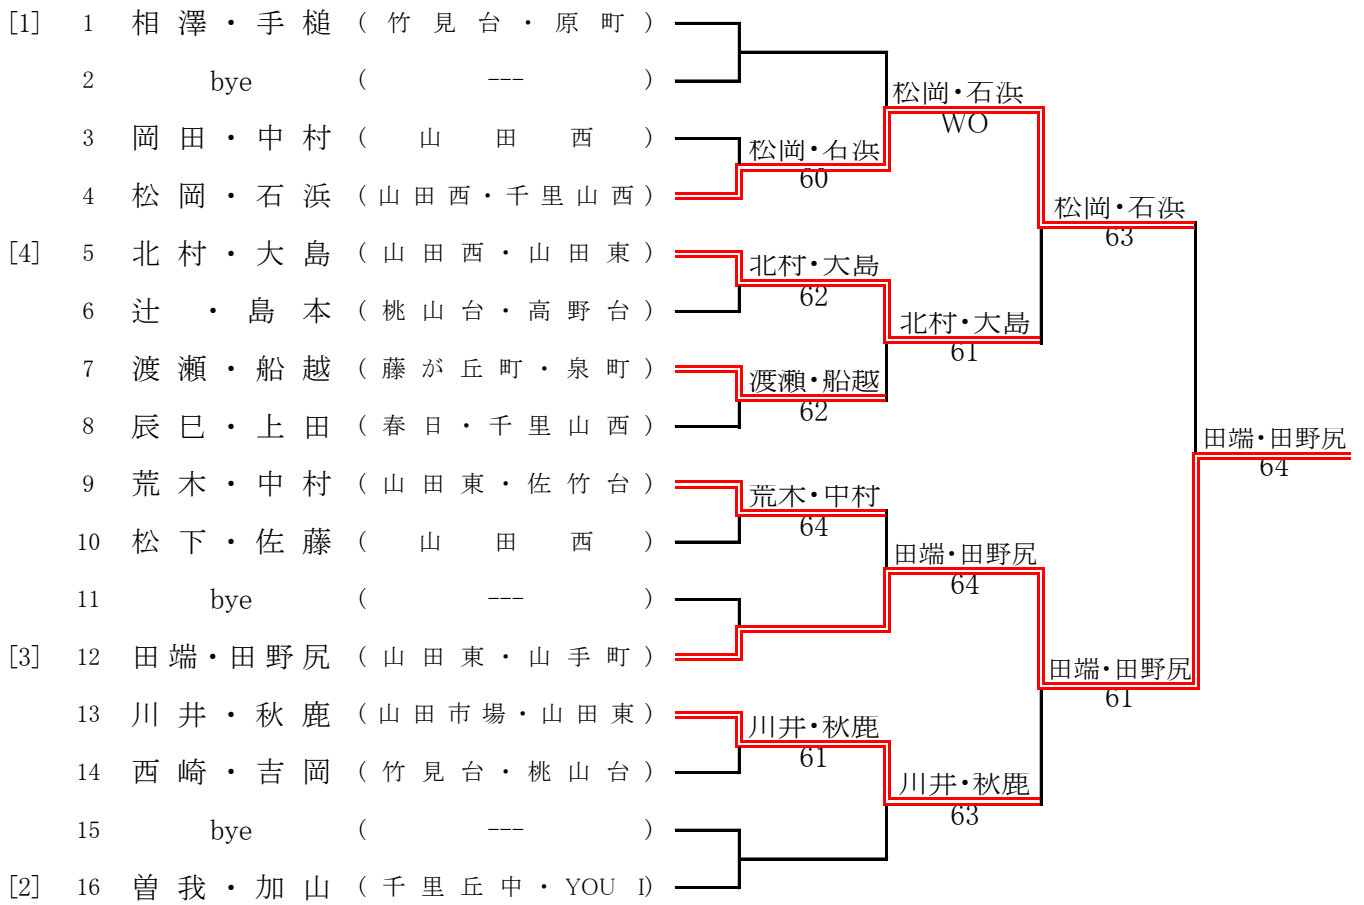 [1] 1 相澤・手槌 (竹見台・原町)
2 bye ( --- )
松岡・石浜
WO
3 岡田・中村 (山田西)
松岡・石浜
60
4 松岡・石浜 (山田西・千里山西)
松岡・石浜
63
[4] 5 北村・大島 (山田西・山田東)
北村・大島
62
6 辻・島本 (桃山台・高野台)
北村・大島
61
7 渡瀬・船越 (藤が丘町・泉町)
渡瀬・船越
62
8 辰巳・上田 (春日・千里山西)
田端・田野尻
64
9 荒木・中村 (山田東・佐竹台)
荒木・中村
64
10 松下・佐藤 (山田西)
田端・田野尻
64
11 bye ( --- )
[3] 12 田端・田野尻 (山田東・山手町)
田端・田野尻
61
13 川井・秋鹿 (山田市場・山田東)
川井・秋鹿
61
14 西崎・吉岡 (竹見台・桃山台)
川井・秋鹿
63
15 bye ( --- )
[2] 16 曽我・加山 (千里丘中・YOU I)